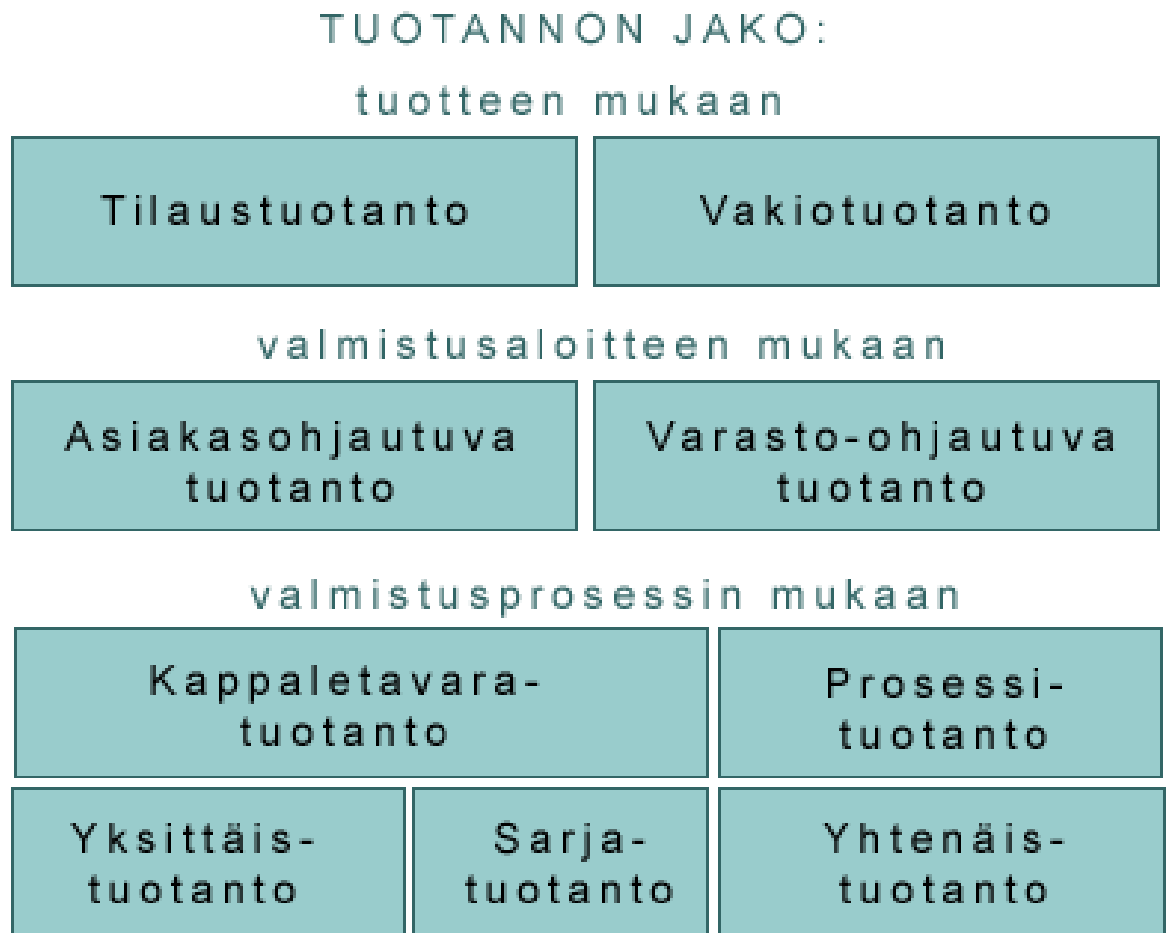 TUOTANNON JAKO:
tuotteen mukaan
Tilaustuotanto
Vakiotuotanto
valmistusaloitteen mukaan
Asiakasohjautuva
tuotanto
Varasto-ohjautuva
tuotanto
valmistusprosessin mukaan
Kappaletavara-
tuotanto
Prosessi-
tuotanto
Yksittäis-
tuotanto
Sarja-
tuotanto
Yhtenäis-
tuotanto